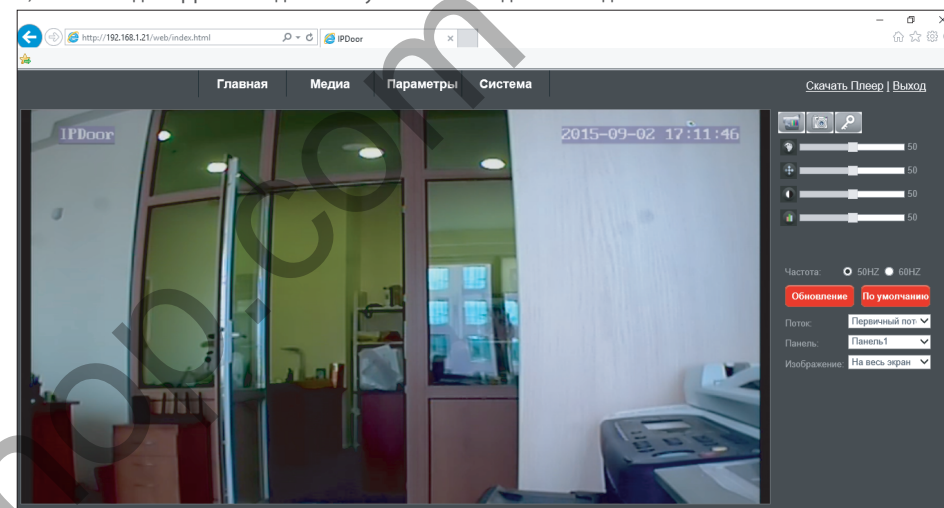 http://192.168.1.21/web/index.html
IPDoor
Главная Медиа Параметры Система
Скачать Плеер | Выход
IPDoor
2015-09-02 17:11:46
50
50
50
50
Частота: 50HZ 60HZ
Обновление По умолчанию
Поток: Первичный пот
Панель: Панель1
Изображение: На весь экран